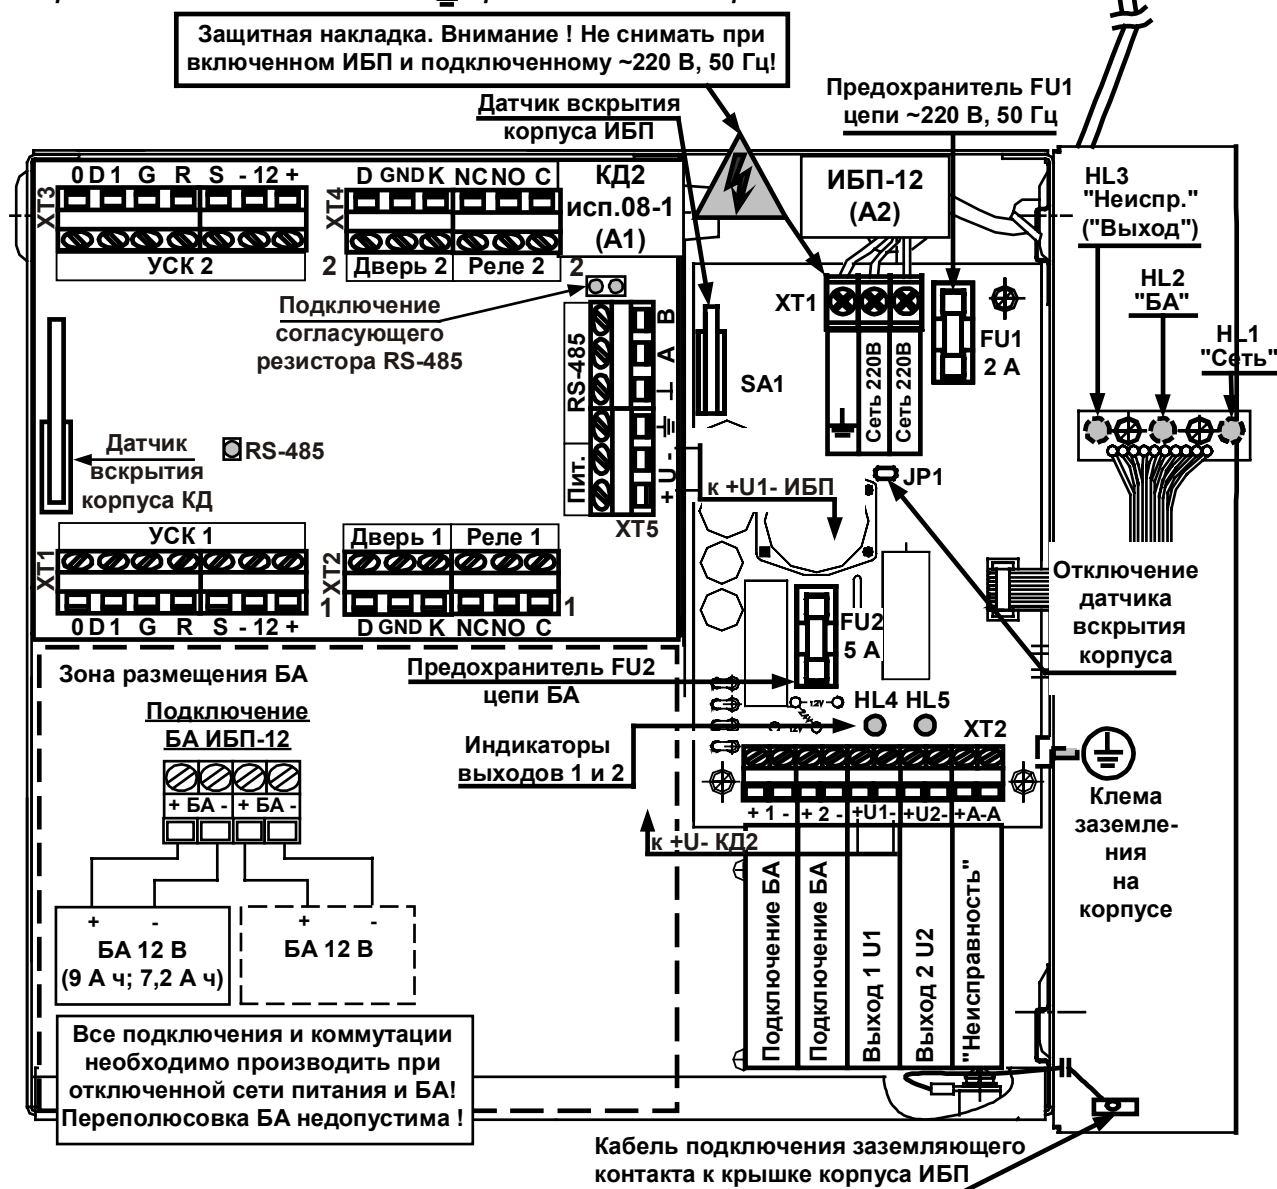 Защитная накладка. Внимание ! Не снимать при
включенном ИБП и подключенному ~220 В, 50 Гц!
Датчик вскрытия
корпуса ИБП
Предохранитель FU1
цепи ~220 В, 50 Гц
XT3
0 D 1 G R S - 12 +
УСК 2
XT4
D GND K NC NO C
2 Дверь 2 Реле 2 2
КД2
исп.08-1
(А1)
ИБП-12
(А2)
HL3
"Неиспр."
("Выход")
HL2
"БА"
HL1
"Сеть"
Подключение
согласующего
резистора RS-485
RS-485
Пит.
B
A
⊥
+ U -
XT5
XT1
Сеть 220В
Сеть 220В
FU1
2 А
SA1
JP1
к +U1- ИБП
Датчик
вскрытия
корпуса КД
RS-485
УСК 1
XT1
1
0 D 1 G R S - 12 +
Дверь 1 Реле 1
XT2
1
D GND K NC NO C
Отключение
датчика
вскрытия
корпуса
FU2
5 А
Предохранитель FU2
цепи БА
12V
24V
12V
HL4 HL5
XT2
Индикаторы
выходов 1 и 2
Зона размещения БА
Подключение
БА ИБП-12
+ БА - + БА -
+ -
БА 12 В
(9 А ч; 7,2 А ч)
+ -
БА 12 В
+ 1 - + 2 - +U1- +U2- +А-А
к +U- КД2
Подключение БА
Подключение БА
Выход 1 U1
Выход 2 U2
"Неисправность"
Клема
заземле-
ния
на
корпусе
Все подключения и коммутации
необходимо производить при
отключенной сети питания и БА!
Переполюсовка БА недопустима !
Кабель подключения заземляющего
контакта к крышке корпуса ИБП